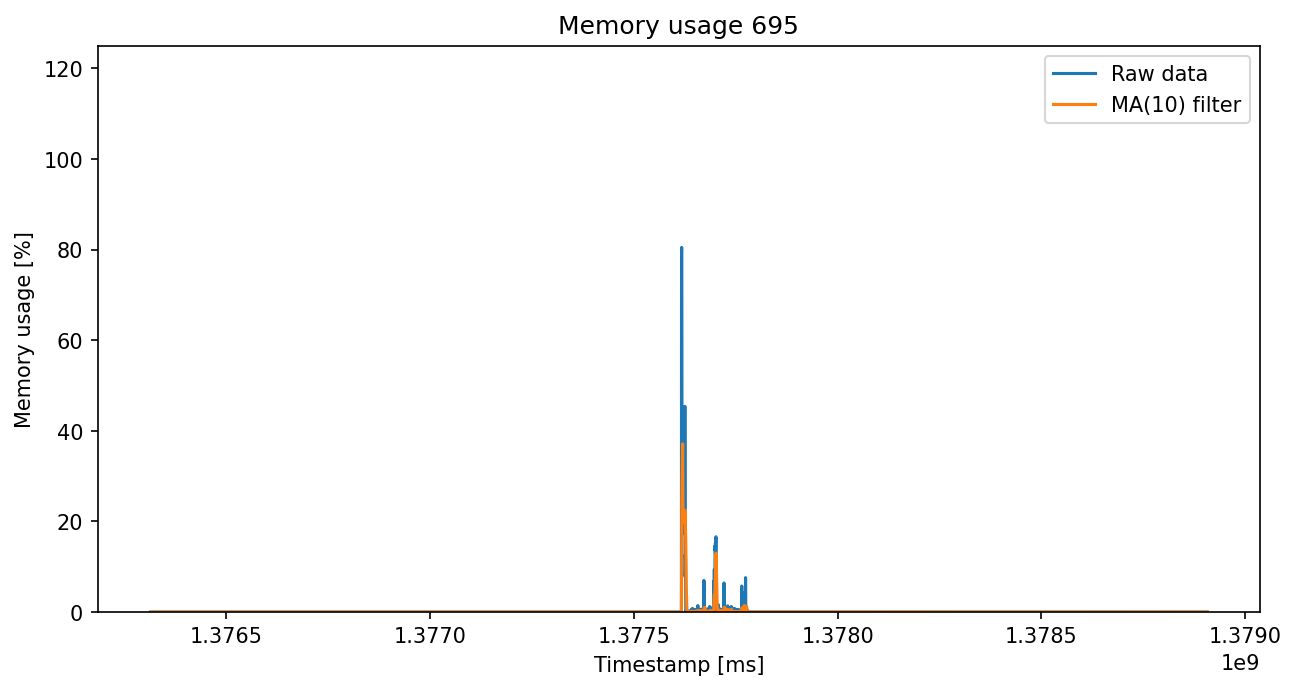 Memory usage 695
Raw data
MA(10) filter
Memory usage [%]
120
100
80
60
40
20
0
1.3765 1.3770 1.3775 1.3780 1.3785 1.3790
1e9
Timestamp [ms]